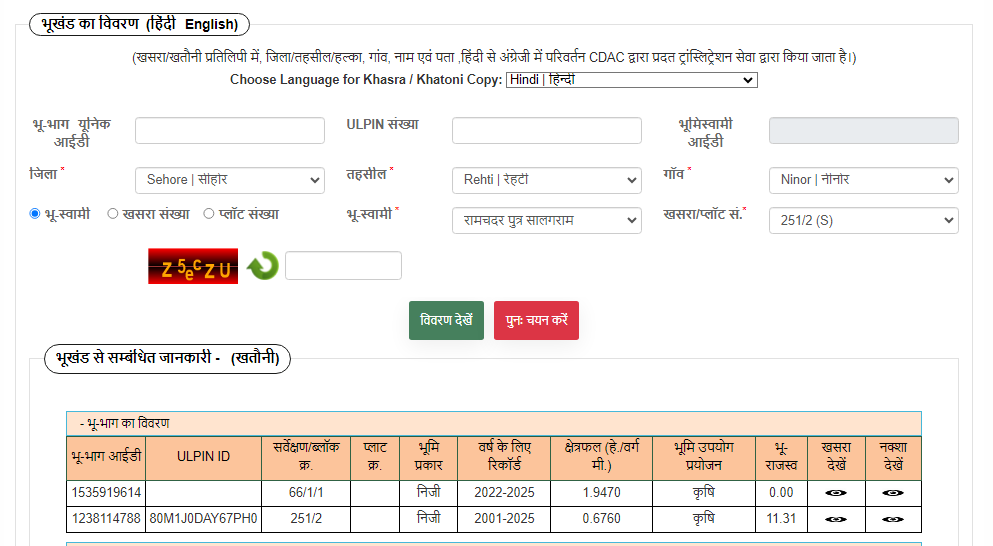 भूखंड का विवरण (हिंदी English)
(खसरा/खतौनी प्रतिलिपी में, जिला/तहसील/हल्का, गांव, नाम एवं पता ,हिंदी से अंग्रेजी में परिवर्तन CDAC द्वारा प्रदत ट्रांस्लिट्रेशन सेवा द्वारा किया जाता है।)
Choose Language for Khasra / Khatoni Copy: Hindi | हिन्दी
भू-भाग यूनिक आईडी ULPIN संख्या भूमिस्वामी आईडी
जिला * Sehore | सीहोर तहसील * Rehti | रेहटी गाँव * Ninor | नीनोर
भू-स्वामी खसरा संख्या प्लॉट संख्या भू-स्वामी * रामचदर पुत्र सालगराम खसरा/प्लॉट सं.* 251/2 (S)
Z5eCZU
विवरण देखें पुनः चयन करें
भूखंड से सम्बंधित जानकारी - (खतौनी)
- भू-भाग का विवरण
भू-भाग आईडी ULPIN ID सर्वेक्षण/ब्लॉक क्र. प्लाट क्र. भूमि प्रकार वर्ष के लिए रिकॉर्ड क्षेत्रफल (हे./वर्ग मी.) भूमि उपयोग प्रयोजन भू-राजस्व खसरा देखें नक्शा देखें
1535919614 66/1/1 निजी 2022-2025 1.9470 कृषि 0.00
1238114788 80M1J0DAY67PH0 251/2 निजी 2001-2025 0.6760 कृषि 11.31